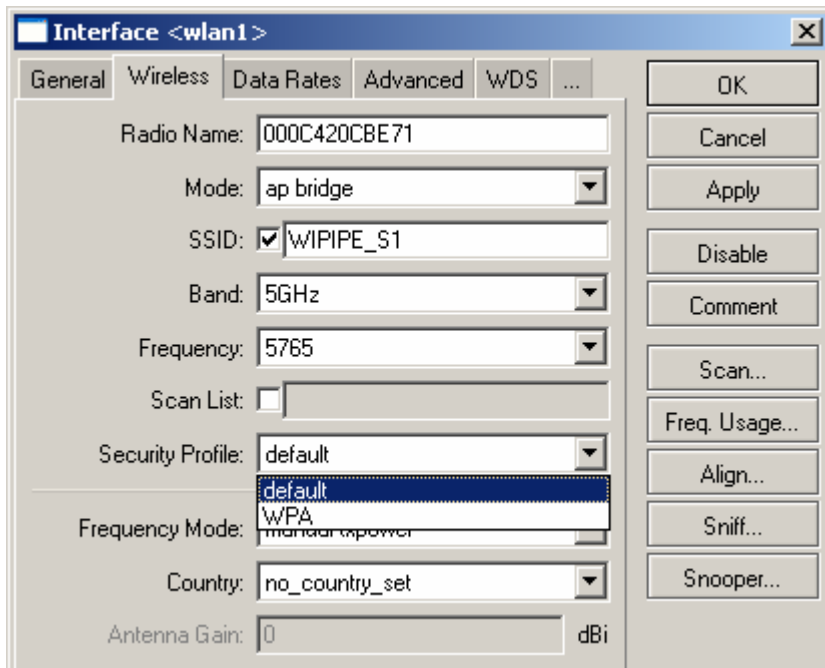 Interface <wlan1>
General Wireless Data Rates Advanced WDS ...
Radio Name: 000C420CBE71
Mode: ap bridge
SSID: WIPIPE_S1
Band: 5GHz
Frequency: 5765
Scan List:
Security Profile: default
default
WPA
Frequency Mode:
Country: no_country_set
Antenna Gain: 0 dBi
OK
Cancel
Apply
Disable
Comment
Scan...
Freq. Usage...
Align...
Sniff...
Snooper...